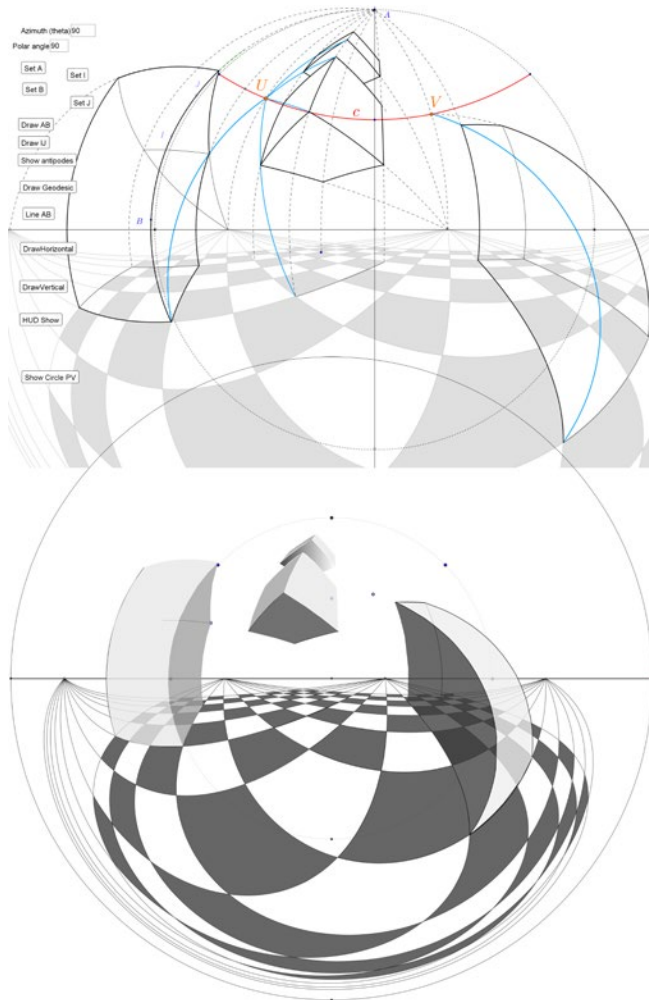 Azimuth (theta) 90
Polar angle 90
Set A
Set I
Set B
Set J
Draw AB
Draw IJ
Show antipodes
Draw Geodesic
Line AB
DrawHorizontal
DrawVertical
HUD Show
Show Circle PV
A
U
V
c
B